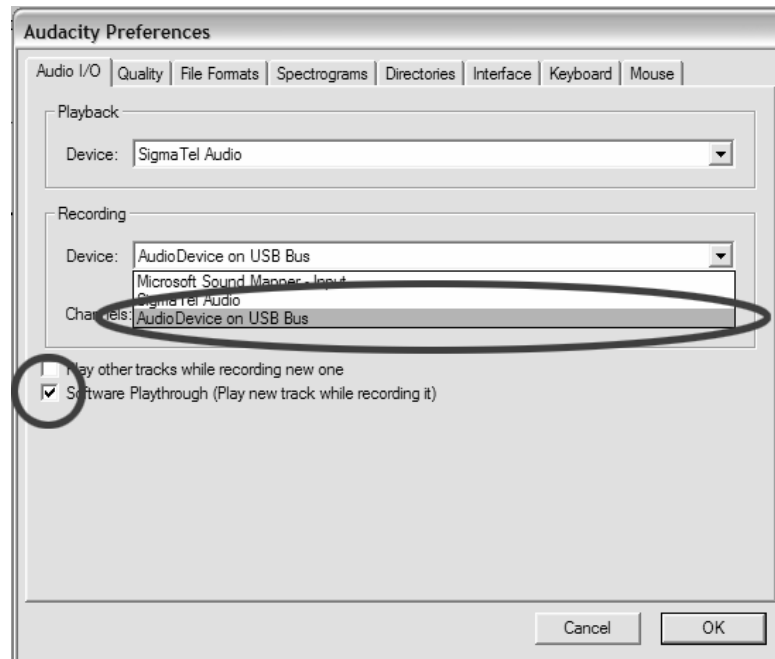 Audacity Preferences
Audio I/O Quality File Formats Spectrograms Directories Interface Keyboard Mouse
Playback
Device: SigmaTel Audio
Recording
Device: AudioDevice on USB Bus
Microsoft Sound Mapper - Input
SigmaTel Audio
Channels: AudioDevice on USB Bus
Play other tracks while recording new one
Software Playthrough (Play new track while recording it)
Cancel OK